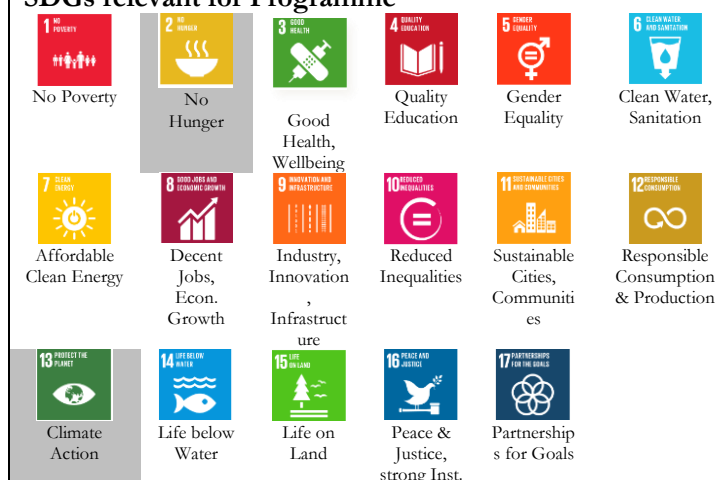 SDGs relevant for Programme
1 NO POVERTY
2 NO HUNGER
3 GOOD HEALTH
4 QUALITY EDUCATION
5 GENDER EQUALITY
6 CLEAN WATER AND SANITATION
No Poverty
No
Hunger
Good
Health,
Wellbeing
Quality
Education
Gender
Equality
Clean Water,
Sanitation
7 CLEAN ENERGY
8 GOOD JOBS AND ECONOMIC GROWTH
9 INNOVATION AND INFRASTRUCTURE
10 REDUCED INEQUALITIES
11 SUSTAINABLE CITIES AND COMMUNITIES
12 RESPONSIBLE CONSUMPTION
Affordable
Clean Energy
Decent
Jobs,
Econ.
Growth
Industry,
Innovation
,
Infrastruct
ure
Reduced
Inequalities
Sustainable
Cities,
Communiti
es
Responsible
Consumption
& Production
13 PROTECT THE PLANET
14 LIFE BELOW WATER
15 LIFE ON LAND
16 PEACE AND JUSTICE
17 PARTNERSHIPS FOR THE GOALS
Climate
Action
Life below
Water
Life on
Land
Peace &
Justice,
strong Inst.
Partnership
s for Goals